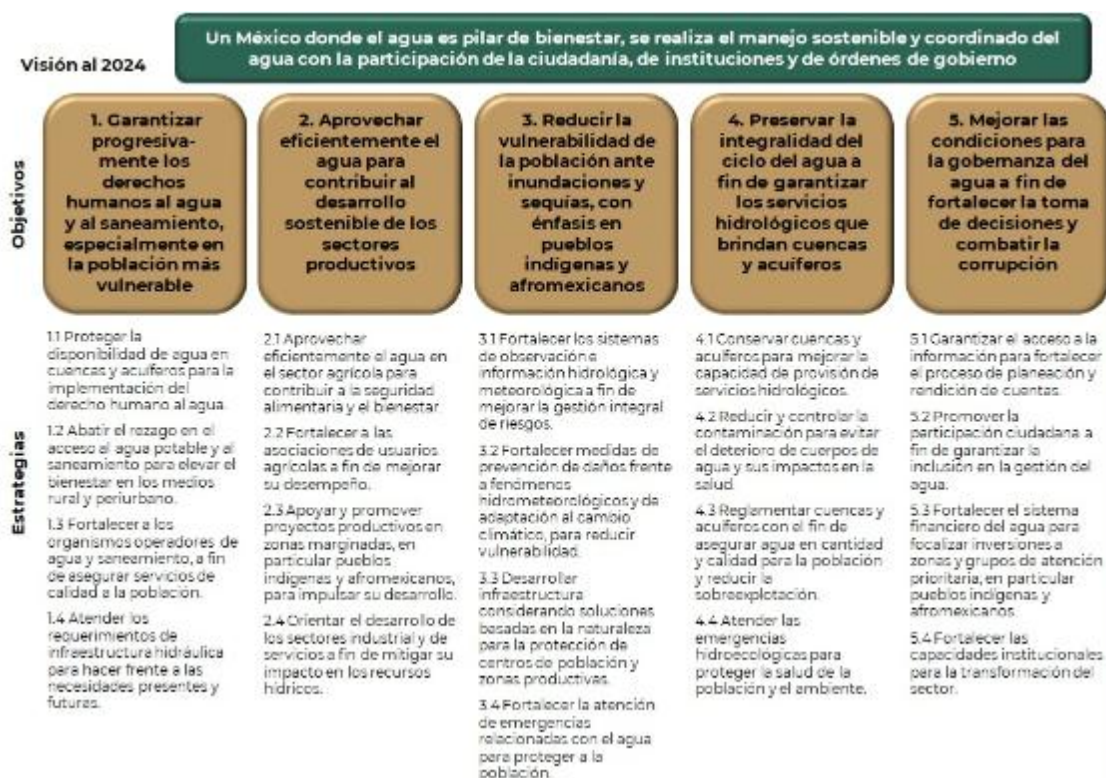 Visión al 2024
Un México donde el agua es pilar de bienestar, se realiza el manejo sostenible y coordinado del
agua con la participación de la ciudadanía, de instituciones y de órdenes de gobierno
Objetivos
1. Garantizar
progresiva-
mente los
derechos
humanos al agua
y al saneamiento,
especialmente en
la población más
vulnerable
2. Aprovechar
eficientemente el
agua para
contribuir al
desarrollo
sostenible de los
sectores
productivos
3. Reducir la
vulnerabilidad de
la población ante
inundaciones y
sequías, con
énfasis en
pueblos
indígenas y
afromexicanos
4. Preservar la
integralidad del
ciclo del agua a
fin de garantizar
los servicios
hidrológicos que
brindan cuencas
y acuíferos
5. Mejorar las
condiciones para
la gobernanza del
agua a fin de
fortalecer la toma
de decisiones y
combatir la
corrupción
Estrategias
1.1 Proteger la
disponibilidad de agua en
cuencas y acuíferos para la
implementación del
derecho humano al agua.
1.2 Abatir el rezago en el
acceso al agua potable y al
saneamiento para elevar el
bienestar en los medios
rural y periurbano.
1.3 Fortalecer a los
organismos operadores de
agua y saneamiento, a fin
de asegurar servicios de
calidad a la población.
1.4 Atender los
requerimientos de
infraestructura hidráulica
para hacer frente a las
necesidades presentes y
futuras.
2.1 Aprovechar
eficientemente el agua en
el sector agrícola para
contribuir a la seguridad
alimentaria y el bienestar
2.2 Fortalecer a las
asociaciones de usuarios
agrícolas a fin de mejorar
su desempeño.
2.3 Apoyar y promover
proyectos productivos en
zonas marginadas, en
particular pueblos
indígenas y afromexicanos,
para impulsar su desarrollo.
2.4 Orientar el desarrollo de
los sectores industrial y de
servicios a fin de mitigar su
impacto en los recursos
hídricos.
3.1 Fortalecer los sistemas
de observación e
información hidrológica y
meteorológica a fin de
mejorar la gestión integral
de riesgos.
3.2 Fortalecer medidas de
prevención de daños frente
a fenómenos
hidrometeorológicos y de
adaptación al cambio
climático, para reducir
vulnerabilidad.
3.3 Desarrollar
infraestructura
considerando soluciones
basadas en la naturaleza
para la protección de
centros de población y
zonas productivas.
3.4 Fortalecer la atención
de emergencias
relacionadas con el agua
para proteger a la
población.
4.1 Conservar cuencas y
acuíferos para mejorar la
capacidad de provisión de
servicios hidrológicos.
4.2 Reducir y controlar la
contaminación para evitar
el deterioro de cuerpos de
agua y sus impactos en la
salud.
4.3 Reglamentar cuencas y
acuíferos con el fin de
asegurar agua en cantidad
y calidad para la población
y reducir la
sobreexplotación.
4.4 Atender las
emergencias
hidroecológicas para
proteger la salud de la
población y el ambiente.
5.1 Garantizar el acceso a la
información para fortalecer
el proceso de planeación y
rendición de cuentas.
5.2 Promover la
participación ciudadana a
fin de garantizar la
inclusión en la gestión del
agua.
5.3 Fortalecer el sistema
financiero del agua para
focalizar inversiones a
zonas y grupos de atención
prioritaria, en particular
pueblos indígenas y
afromexicanos.
5.4 Fortalecer las
capacidades institucionales
para la transformación del
sector.